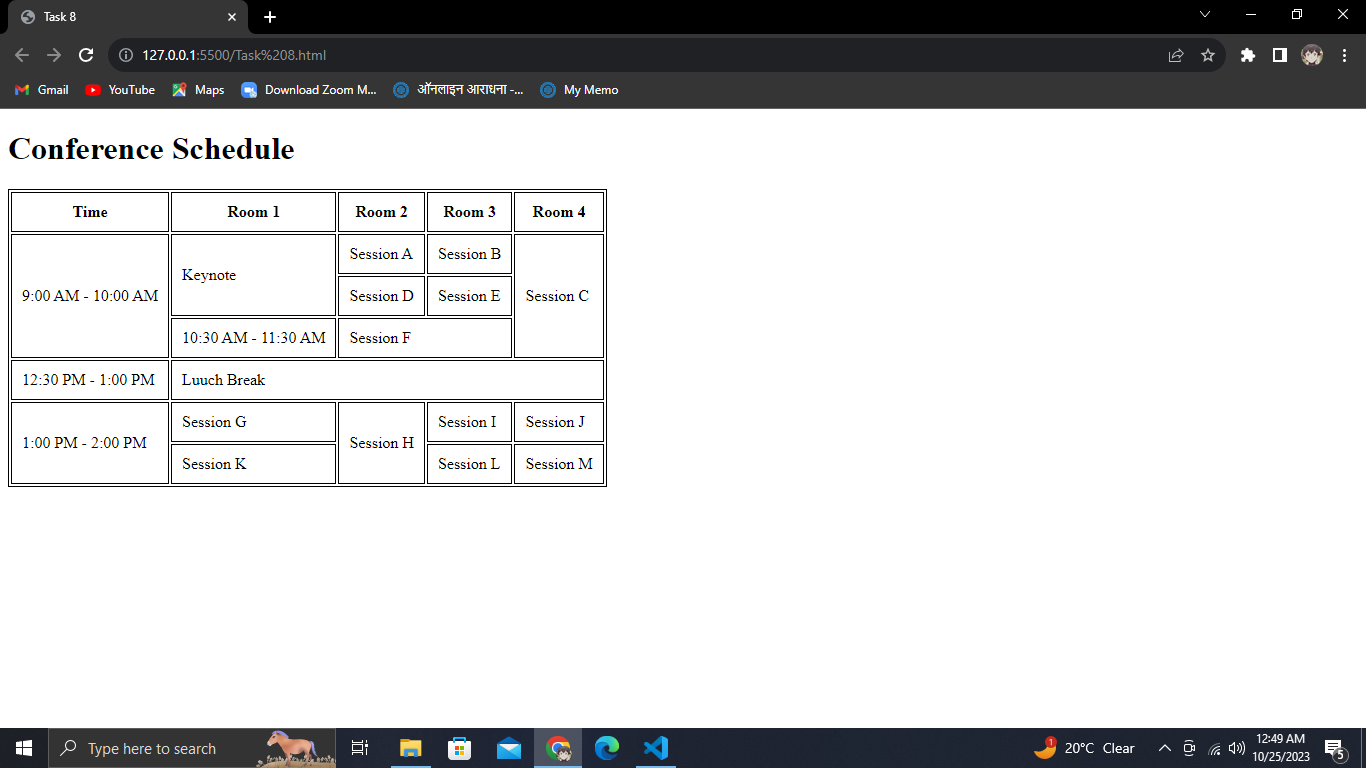 Task 8
127.0.0.1:5500/Task%208.html
Gmail YouTube Maps Download Zoom M... ऑनलाइन आराधना -... My Memo
Conference Schedule
Time Room 1 Room 2 Room 3 Room 4
9:00 AM - 10:00 AM Keynote Session A Session B Session C
Session D Session E
10:30 AM - 11:30 AM Session F
12:30 PM - 1:00 PM Luuch Break
1:00 PM - 2:00 PM Session G Session H Session I Session J
Session K Session L Session M
Type here to search
1
20°C Clear
12:49 AM
10/25/2023
5